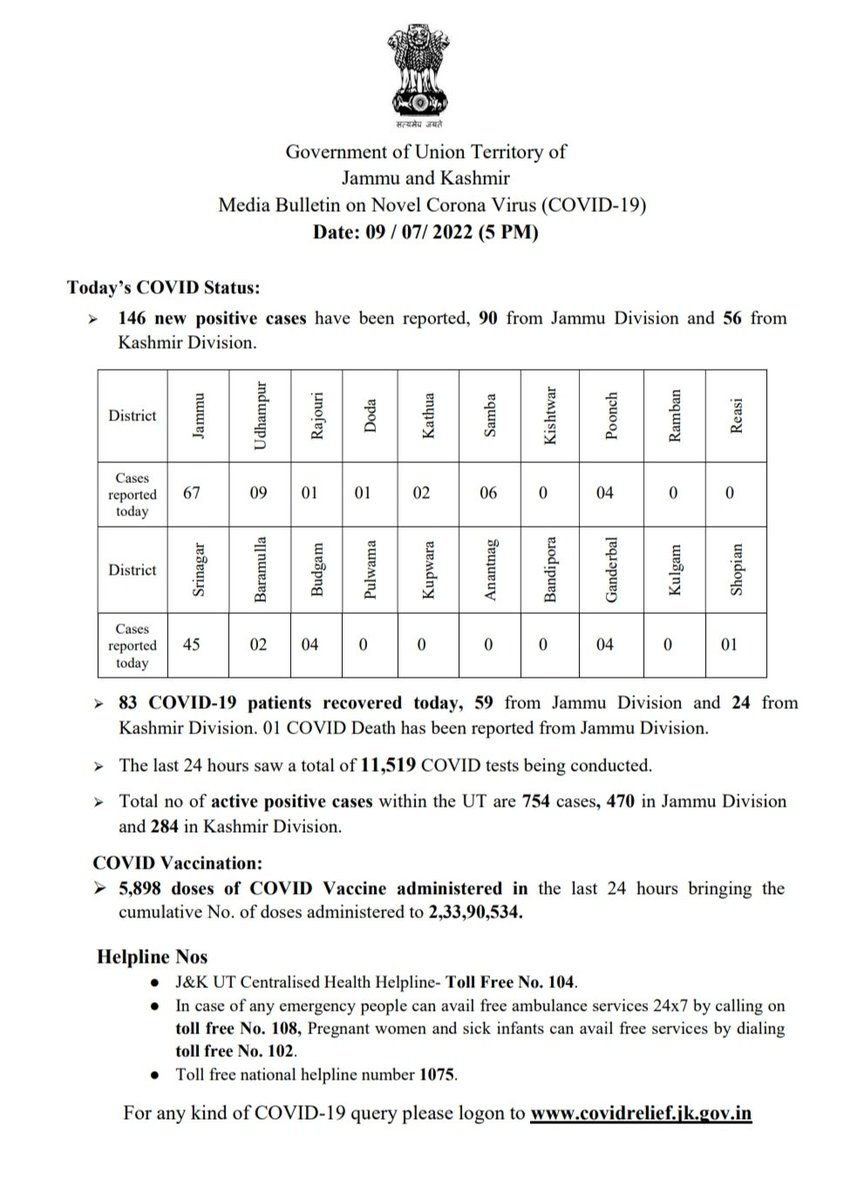 सत्यमेव जयते
Government of Union Territory of
Jammu and Kashmir
Media Bulletin on Novel Corona Virus (COVID-19)
Date: 09 / 07/ 2022 (5 PM)
Today’s COVID Status:
➢ 146 new positive cases have been reported, 90 from Jammu Division and 56 from
Kashmir Division.
District Jammu Udhampur Rajouri Doda Kathua Samba Kishtwar Poonch Ramban Reasi
Cases
reported
today
67 09 01 01 02 06 0 04 0 0
District Srinagar Baramulla Budgam Pulwama Kupwara Anantnag Bandipora Ganderbal Kulgam Shopian
Cases
reported
today
45 02 04 0 0 0 0 04 0 01
➢ 83 COVID-19 patients recovered today, 59 from Jammu Division and 24 from
Kashmir Division. 01 COVID Death has been reported from Jammu Division.
➢ The last 24 hours saw a total of 11,519 COVID tests being conducted.
➢ Total no of active positive cases within the UT are 754 cases, 470 in Jammu Division
and 284 in Kashmir Division.
COVID Vaccination:
➢ 5,898 doses of COVID Vaccine administered in the last 24 hours bringing the
cumulative No. of doses administered to 2,33,90,534.
Helpline Nos
● J&K UT Centralised Health Helpline- Toll Free No. 104.
● In case of any emergency people can avail free ambulance services 24x7 by calling on
toll free No. 108, Pregnant women and sick infants can avail free services by dialing
toll free No. 102.
● Toll free national helpline number 1075.
For any kind of COVID-19 query please logon to www.covidrelief.jk.gov.in